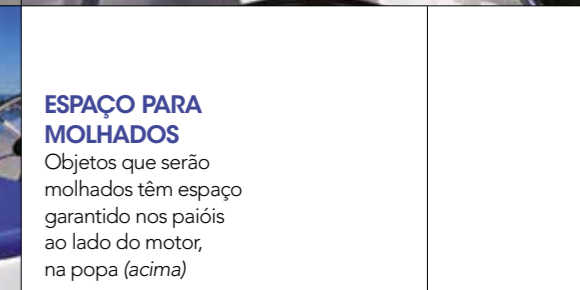 ESPAÇO PARA
MOLHADOS
Objetos que serão
molhados têm espaço
garantido nos paióis
ao lado do motor,
na popa (acima)